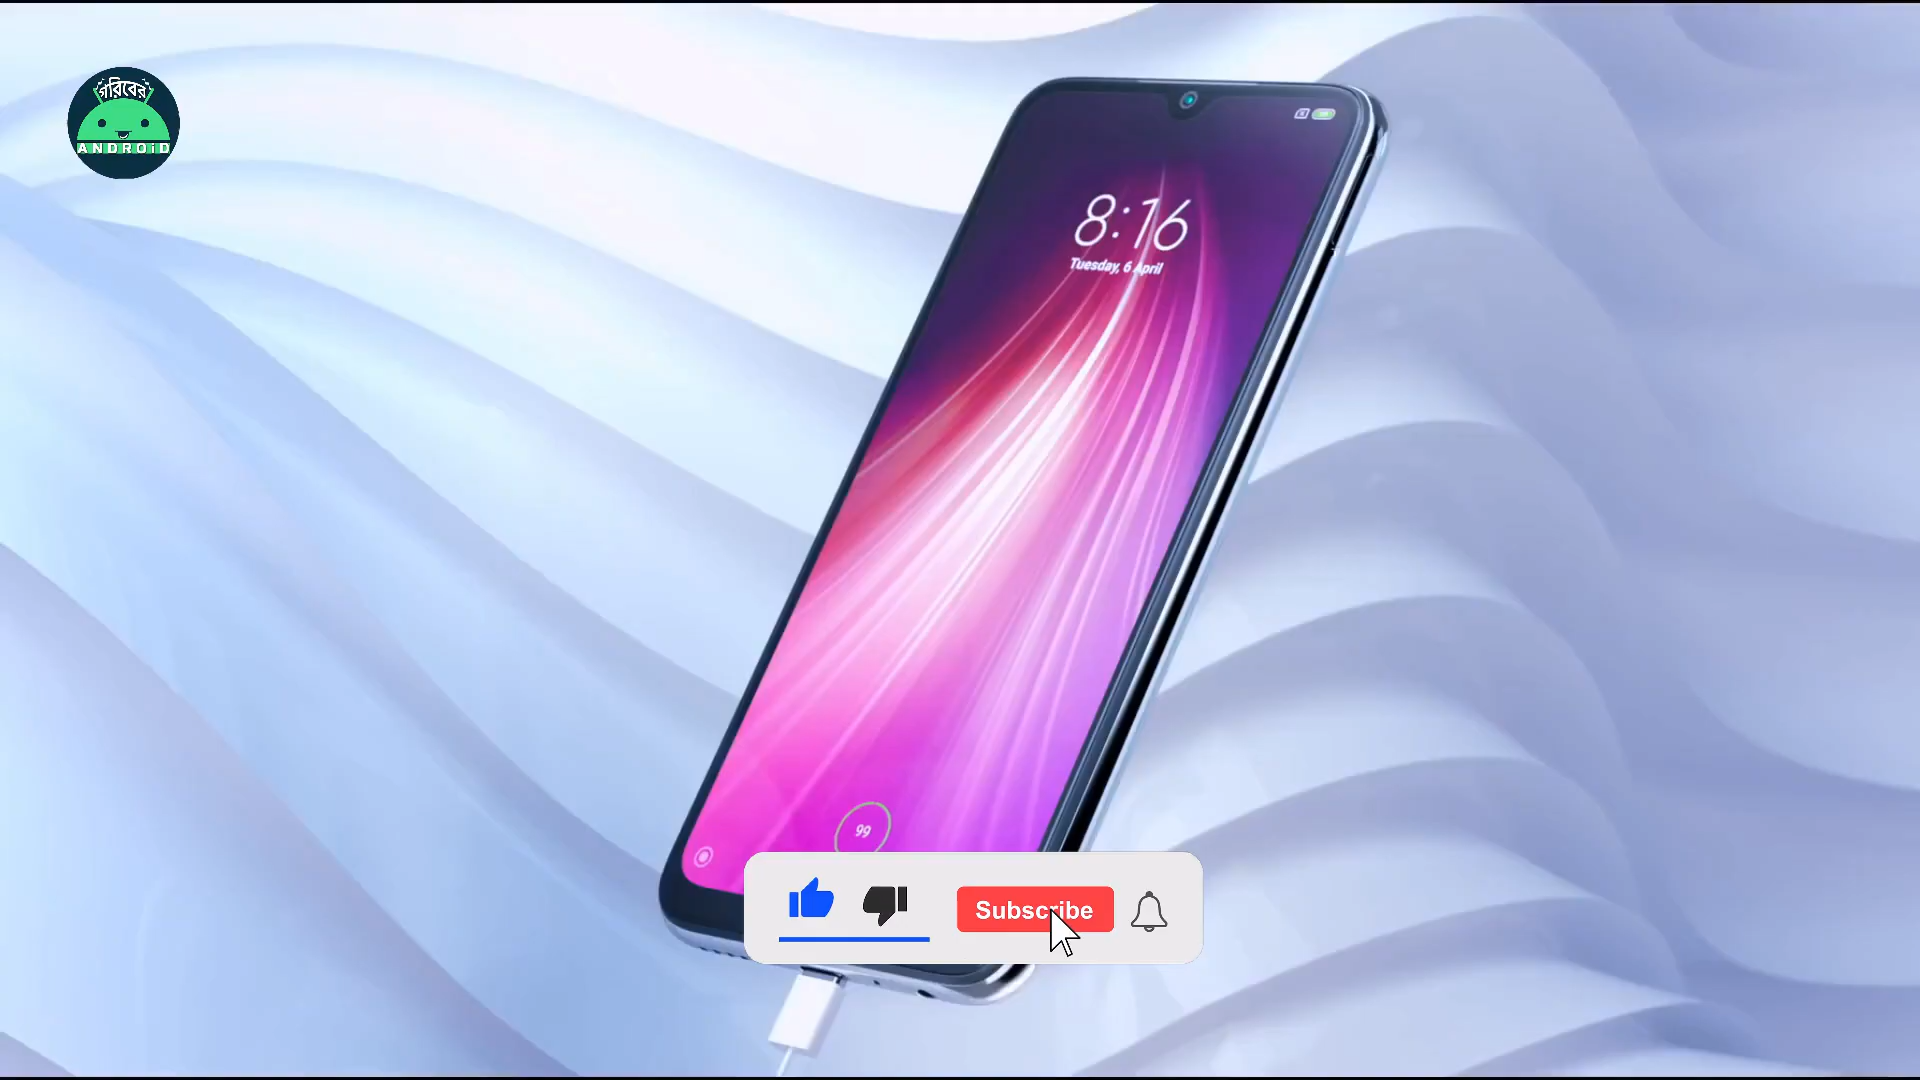 গরিবের
ANDROiD
8:16
Tuesday, 6 April
99
Subscribe